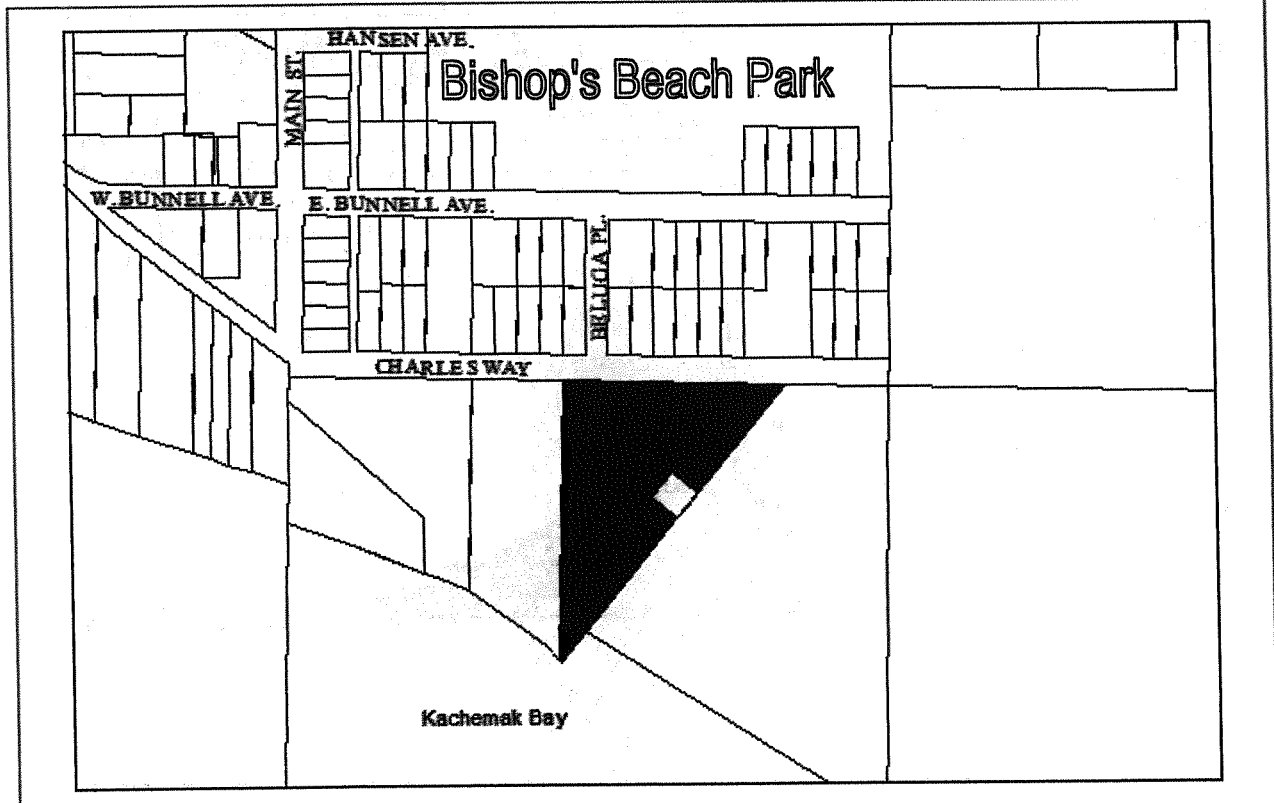 HANSEN AVE.
Bishop's Beach Park
MAIN ST.
W. BUNNELL AVE.
E. BUNNELL AVE.
BELUGA PL.
CHARLES WAY
Kachemak Bay